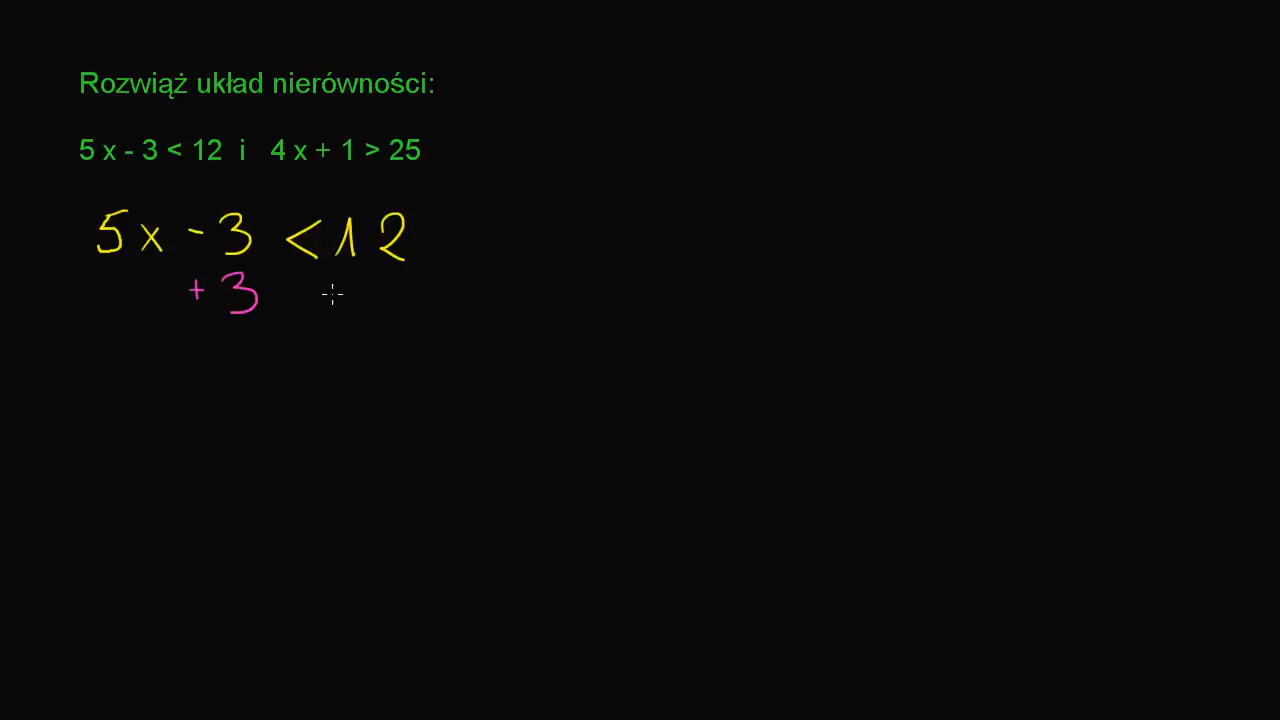 Rozwiąż układ nierówności:
5 x - 3 < 12 i 4 x + 1 > 25
5x - 3 < 12
+ 3